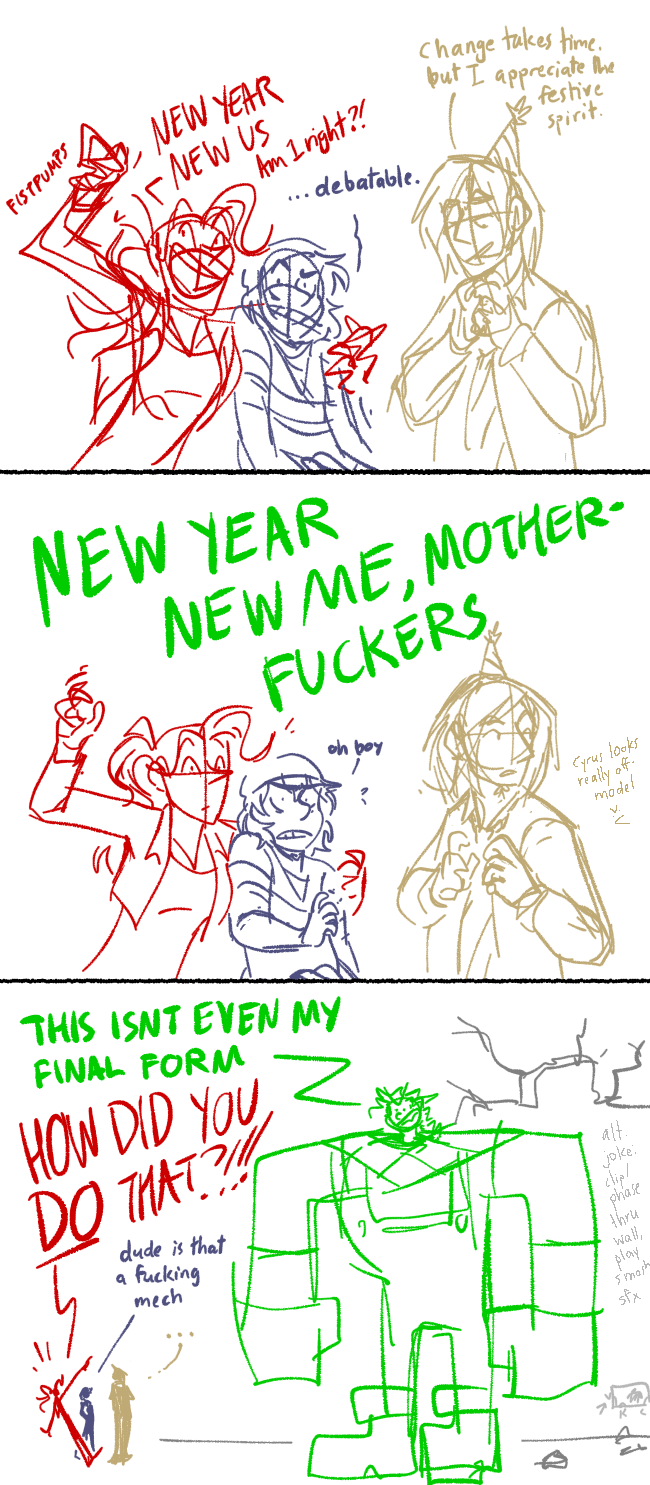 change takes time.
but I appreciate the
festive
spirit.
NEW YEAR
NEW US
Am I right?!
FISTPUMPS
...debatable.
NEW YEAR
NEW ME, MOTHER-
FUCKERS
oh boy
?
Cyrus looks
really off-
model
THIS ISNT EVEN MY
FINAL FORM
HOW DID YOU
DO THAT?!!!
dude is that
a fucking
mech
...
alt.
joke:
clip/
phase
thru
wall,
play
smash
sfx